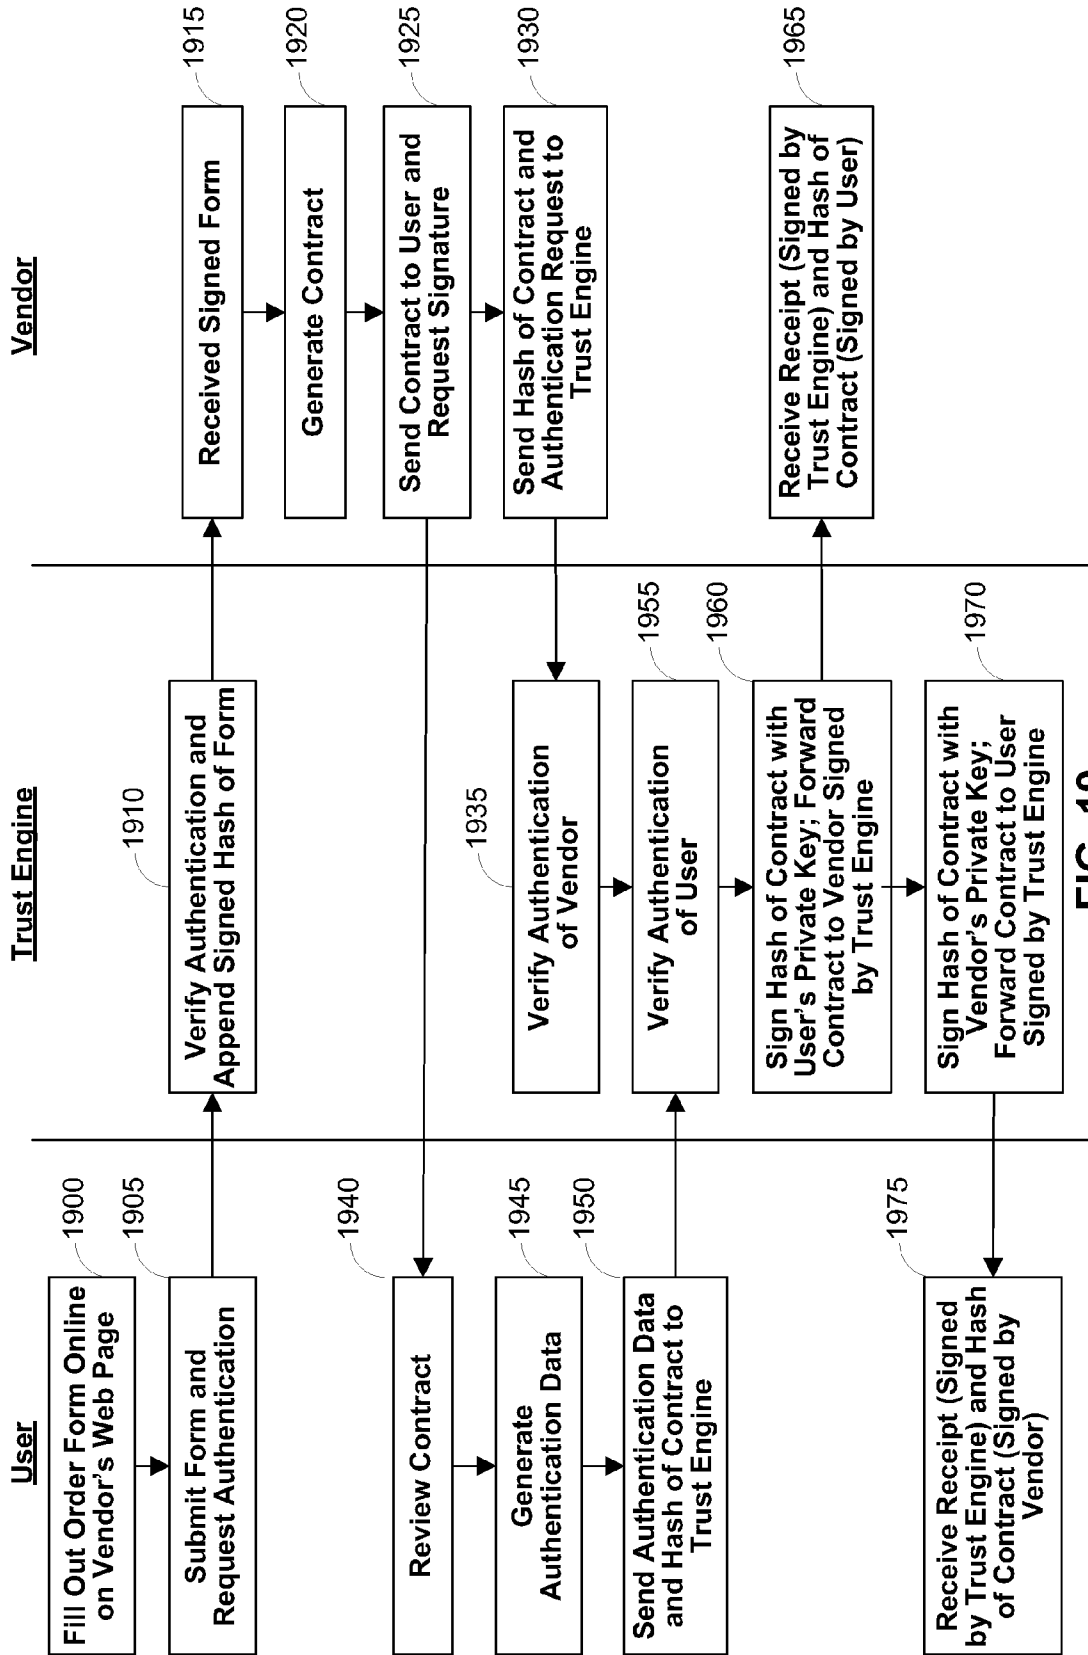 User
Fill Out Order Form Online
on Vendor's Web Page
1900
Submit Form and
Request Authentication
1905
Review Contract
1940
Generate
Authentication Data
1945
Send Authentication Data
and Hash of Contract to
Trust Engine
1950
Receive Receipt (Signed
by Trust Engine) and Hash
of Contract (Signed by
Vendor)
1975
Trust Engine
Verify Authentication and
Append Signed Hash of Form
1910
Verify Authentication
of Vendor
1935
Verify Authentication
of User
1955
Sign Hash of Contract with
User's Private Key; Forward
Contract to Vendor Signed
by Trust Engine
1960
Sign Hash of Contract with
Vendor's Private Key;
Forward Contract to User
Signed by Trust Engine
1970
Vendor
Received Signed Form
1915
Generate Contract
1920
Send Contract to User and
Request Signature
1925
Send Hash of Contract and
Authentication Request to
Trust Engine
1930
Receive Receipt (Signed by
Trust Engine) and Hash of
Contract (Signed by User)
1965
FIG. 19